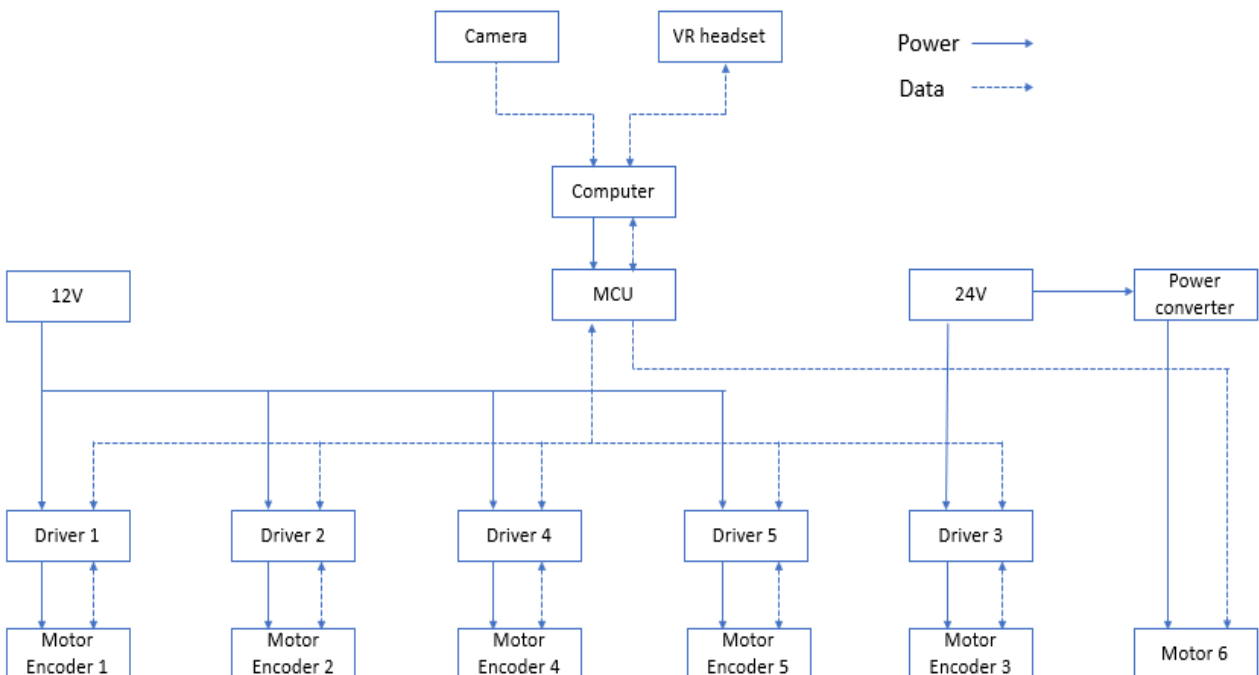 Camera
VR headset
Power
Data
Computer
12V
MCU
24V
Power
converter
Driver 1
Driver 2
Driver 4
Driver 5
Driver 3
Motor
Encoder 1
Motor
Encoder 2
Motor
Encoder 4
Motor
Encoder 5
Motor
Encoder 3
Motor 6